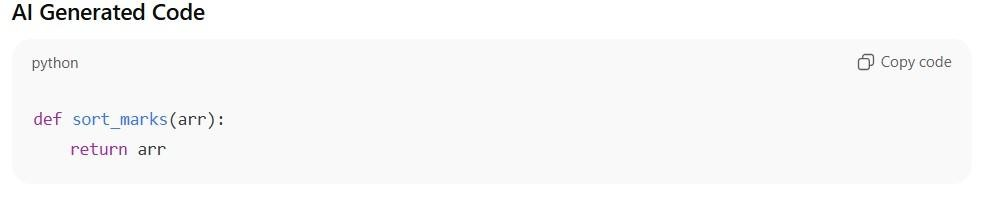 AI Generated Code
python Copy code
def sort_marks(arr):
    return arr